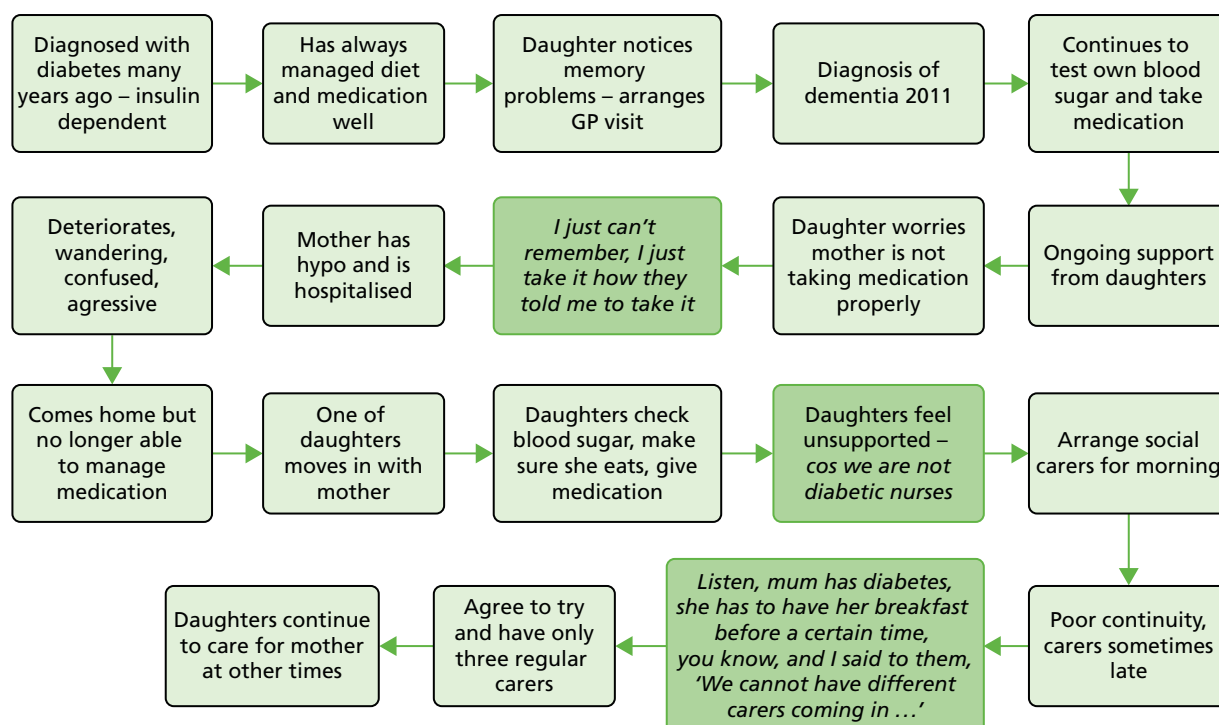 Diagnosed with
diabetes many
years ago – insulin
dependent
Has always
managed diet
and medication
well
Daughter notices
memory
problems – arranges
GP visit
Diagnosis of
dementia 2011
Continues to
test own blood
sugar and take
medication
Ongoing support
from daughters
Daughter worries
mother is not
taking medication
properly
I just can't
remember, I just
take it how they
told me to take it
Mother has
hypo and is
hospitalised
Deteriorates,
wandering,
confused,
agressive
Comes home but
no longer able
to manage
medication
One of
daughters
moves in with
mother
Daughters check
blood sugar, make
sure she eats, give
medication
Daughters feel
unsupported –
cos we are not
diabetic nurses
Arrange social
carers for morning
Poor continuity,
carers sometimes
late
Listen, mum has diabetes,
she has to have her breakfast
before a certain time,
you know, and I said to them,
‘We cannot have different
carers coming in …’
Agree to try
and have only
three regular
carers
Daughters continue
to care for mother
at other times